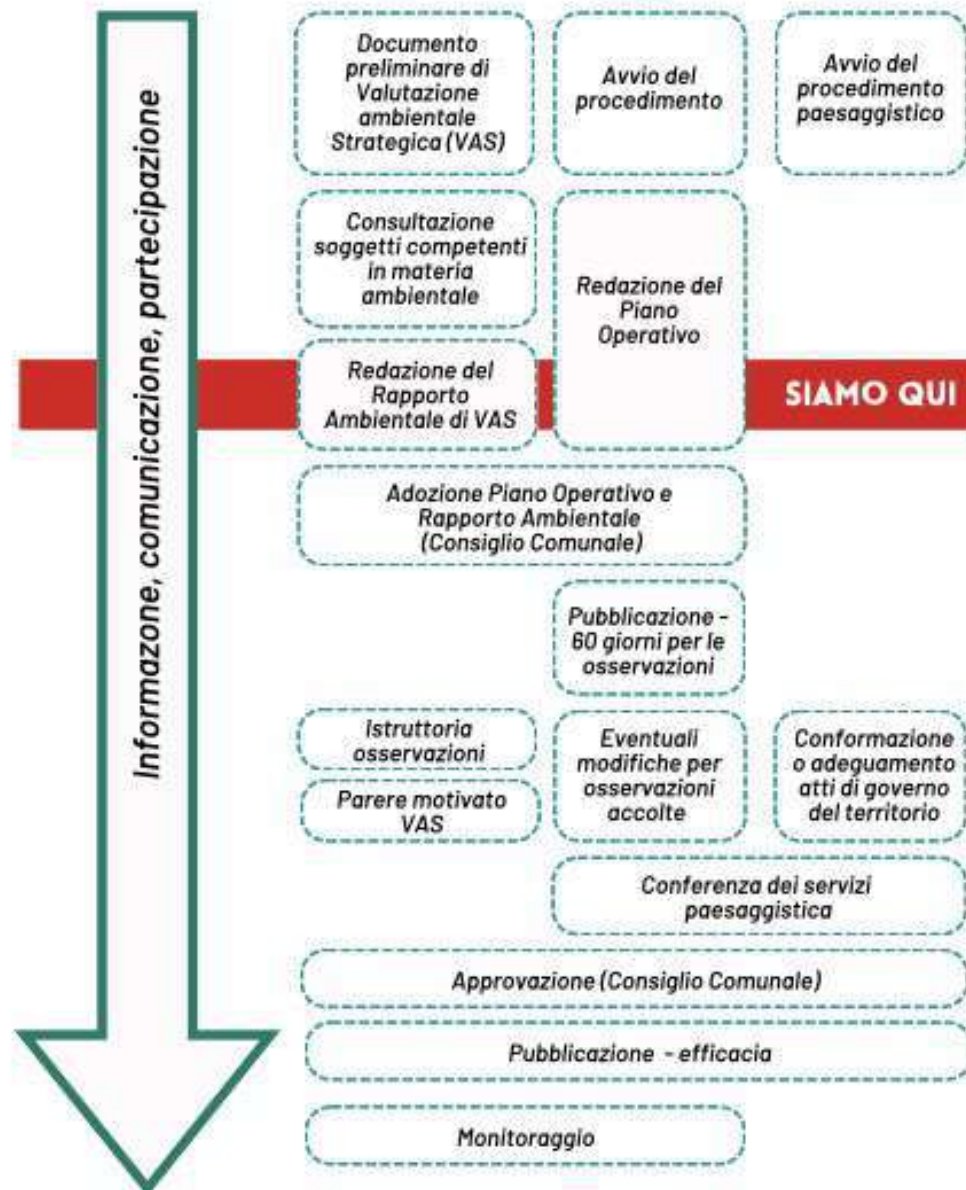 Informazone, comunicazione, partecipazione
Documento
preliminare di
Valutazione
ambientale
Strategica (VAS)
Avvio del
procedimento
Avvio del
procedimento
paesaggistico
Consultazione
soggetti competenti
in materia
ambientale
Redazione del
Piano
Operativo
Redazione del
Rapporto
Ambientale di VAS
SIAMO QUI
Adozione Piano Operativo e
Rapporto Ambientale
(Consiglio Comunale)
Pubblicazione -
60 giorni per le
osservazioni
Istruttoria
osservazioni
Parere motivato
VAS
Eventuali
modifiche per
osservazioni
accolte
Conformazione
o adeguamento
atti di governo
del territorio
Conferenza dei servizi
paesaggistica
Approvazione (Consiglio Comunale)
Pubblicazione - efficacia
Monitoraggio